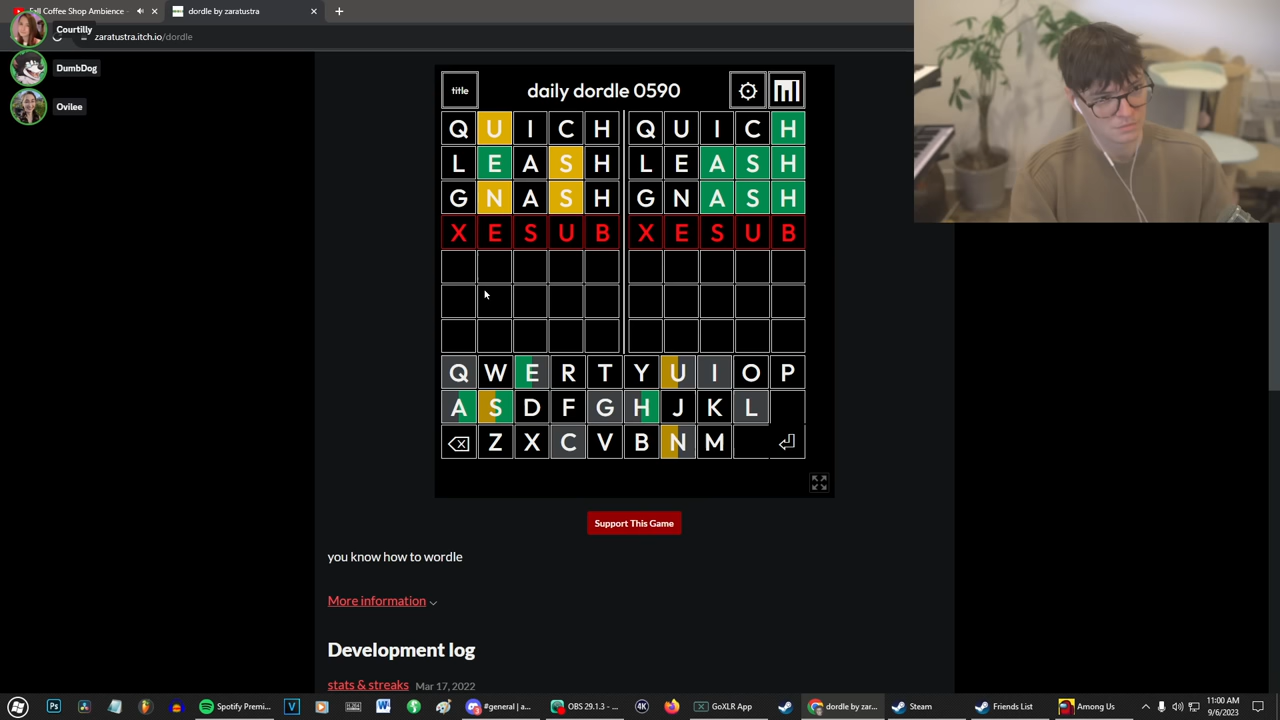 Fall Coffee Shop Ambience -
dordle by zaratustra
Courtilly
zaratustra.itch.io/dordle
DumbDog
Ovilee
title
daily dordle 0590
Q U I C H Q U I C H
L E A S H L E A S H
G N A S H G N A S H
X E S U B X E S U B
Q W E R T Y U I O P
A S D F G H J K L
Z X C V B N M
Support This Game
you know how to wordle
More information
Development log
stats & streaks Mar 17, 2022
Spotify Premi...
#general | a...
OBS 29.1.3 - ...
GoXLR App
dordle by zar...
Steam
Friends List
Among Us
11:00 AM
9/6/2023